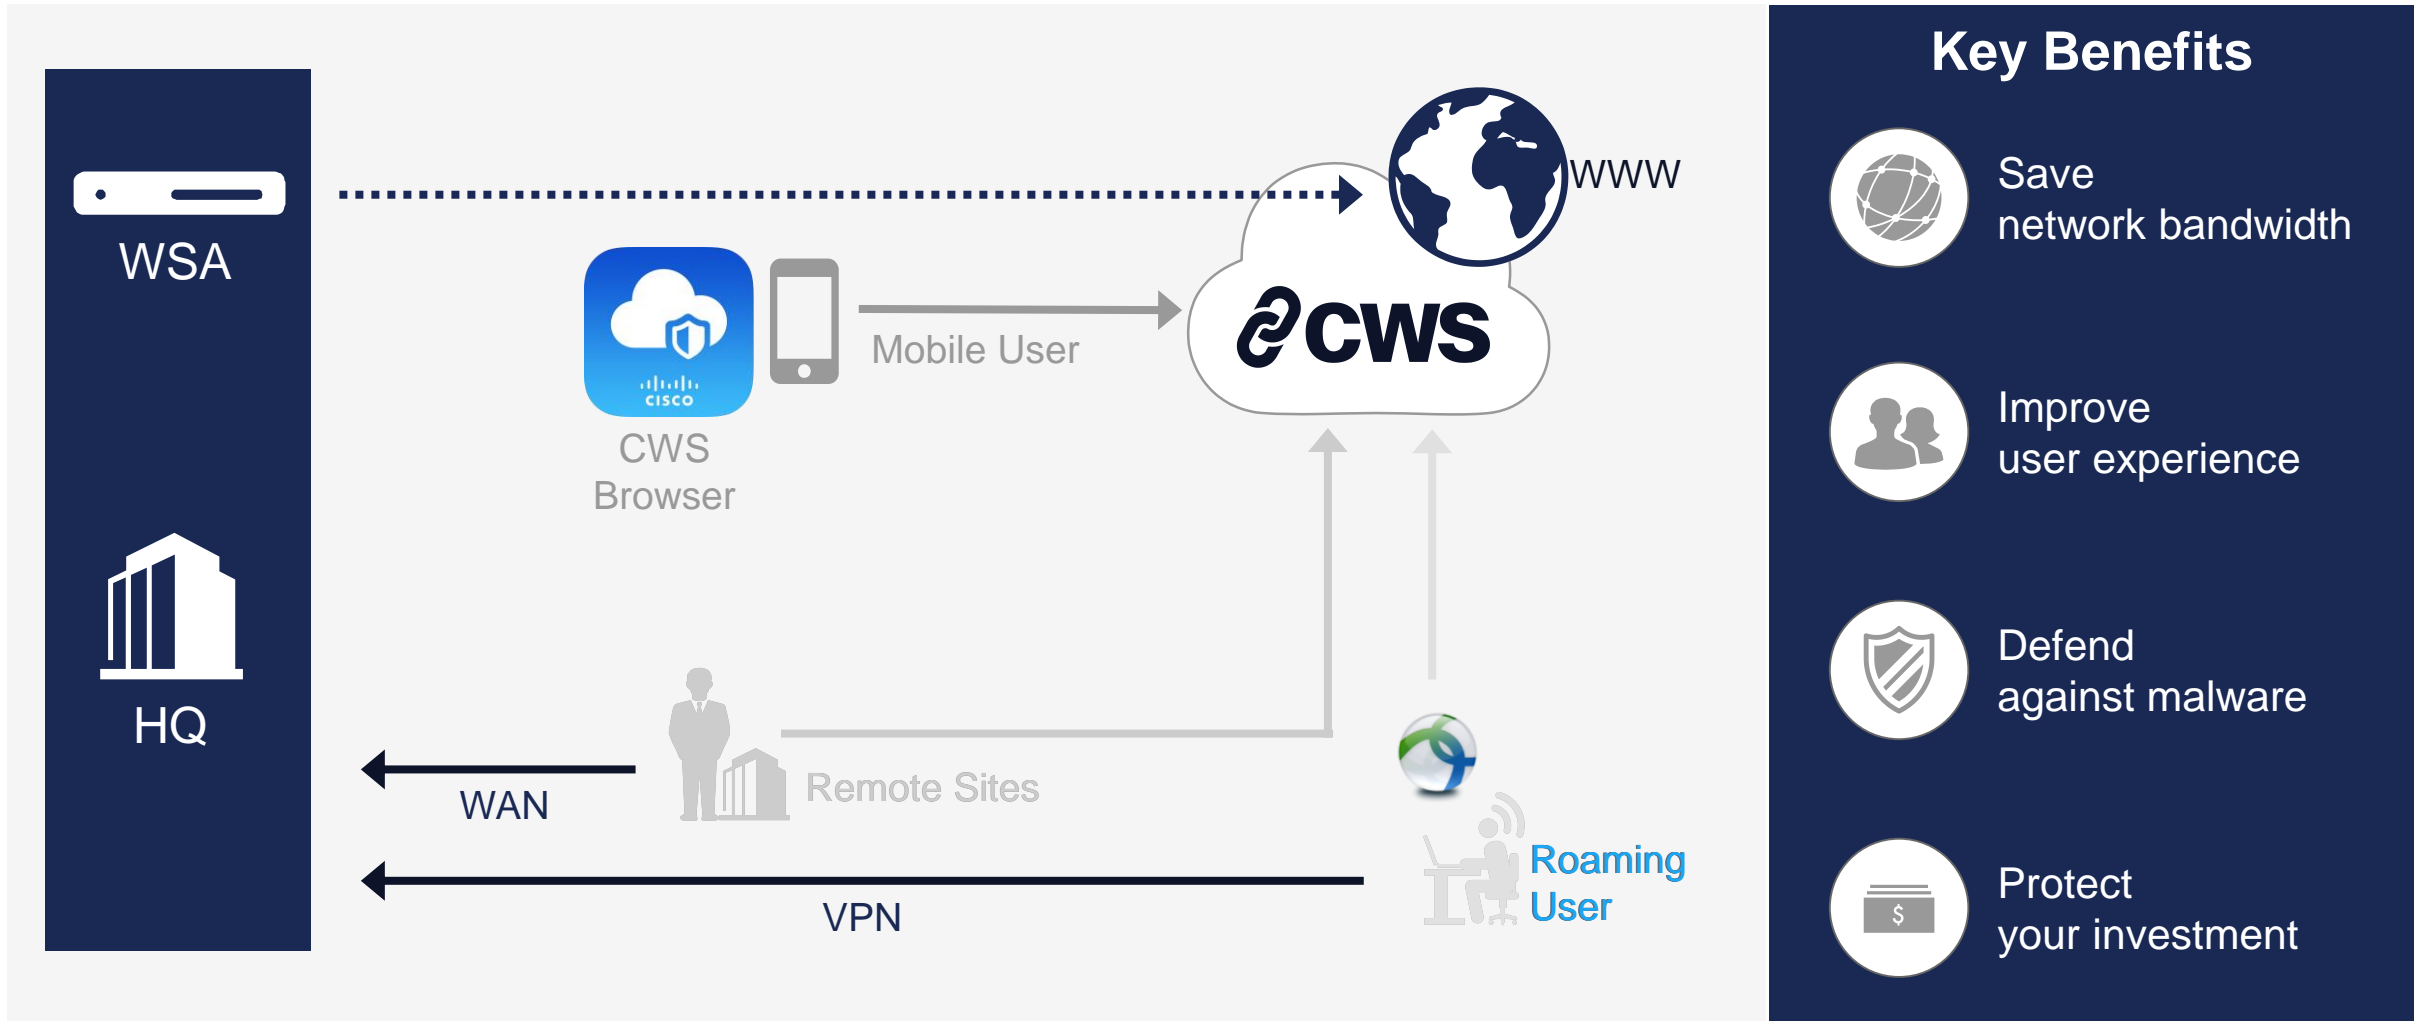 WSA
HQ
WWW
CWS
CISCO
CWS
Browser
Mobile User
Remote Sites
WAN
VPN
Roaming
User
Key Benefits
Save
network bandwidth
Improve
user experience
Defend
against malware
$
Protect
your investment